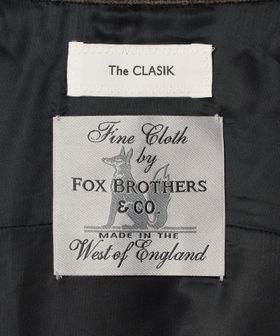 The CLASIK
Fine Cloth
by
FOX BROTHERS
& CO.
MADE IN THE
West of England